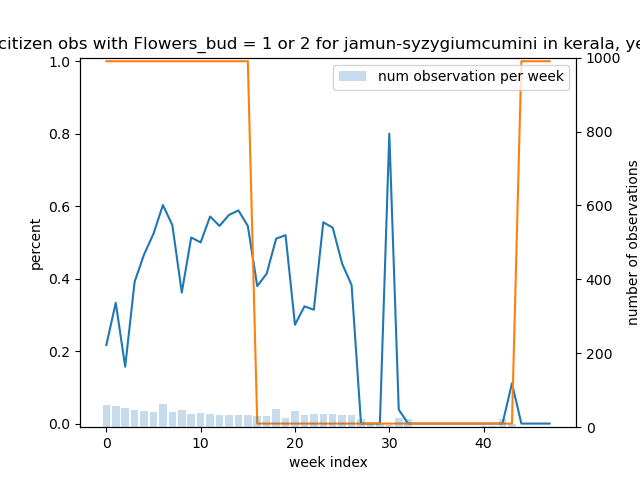 citizen obs with Flowers_bud = 1 or 2 for jamun-syzygiumcumini in kerala,
num observation per week
percent
1.0
0.8
0.6
0.4
0.2
0.0
1000
800
600
400
200
0
number of observations
0 10 20 30 40
week index